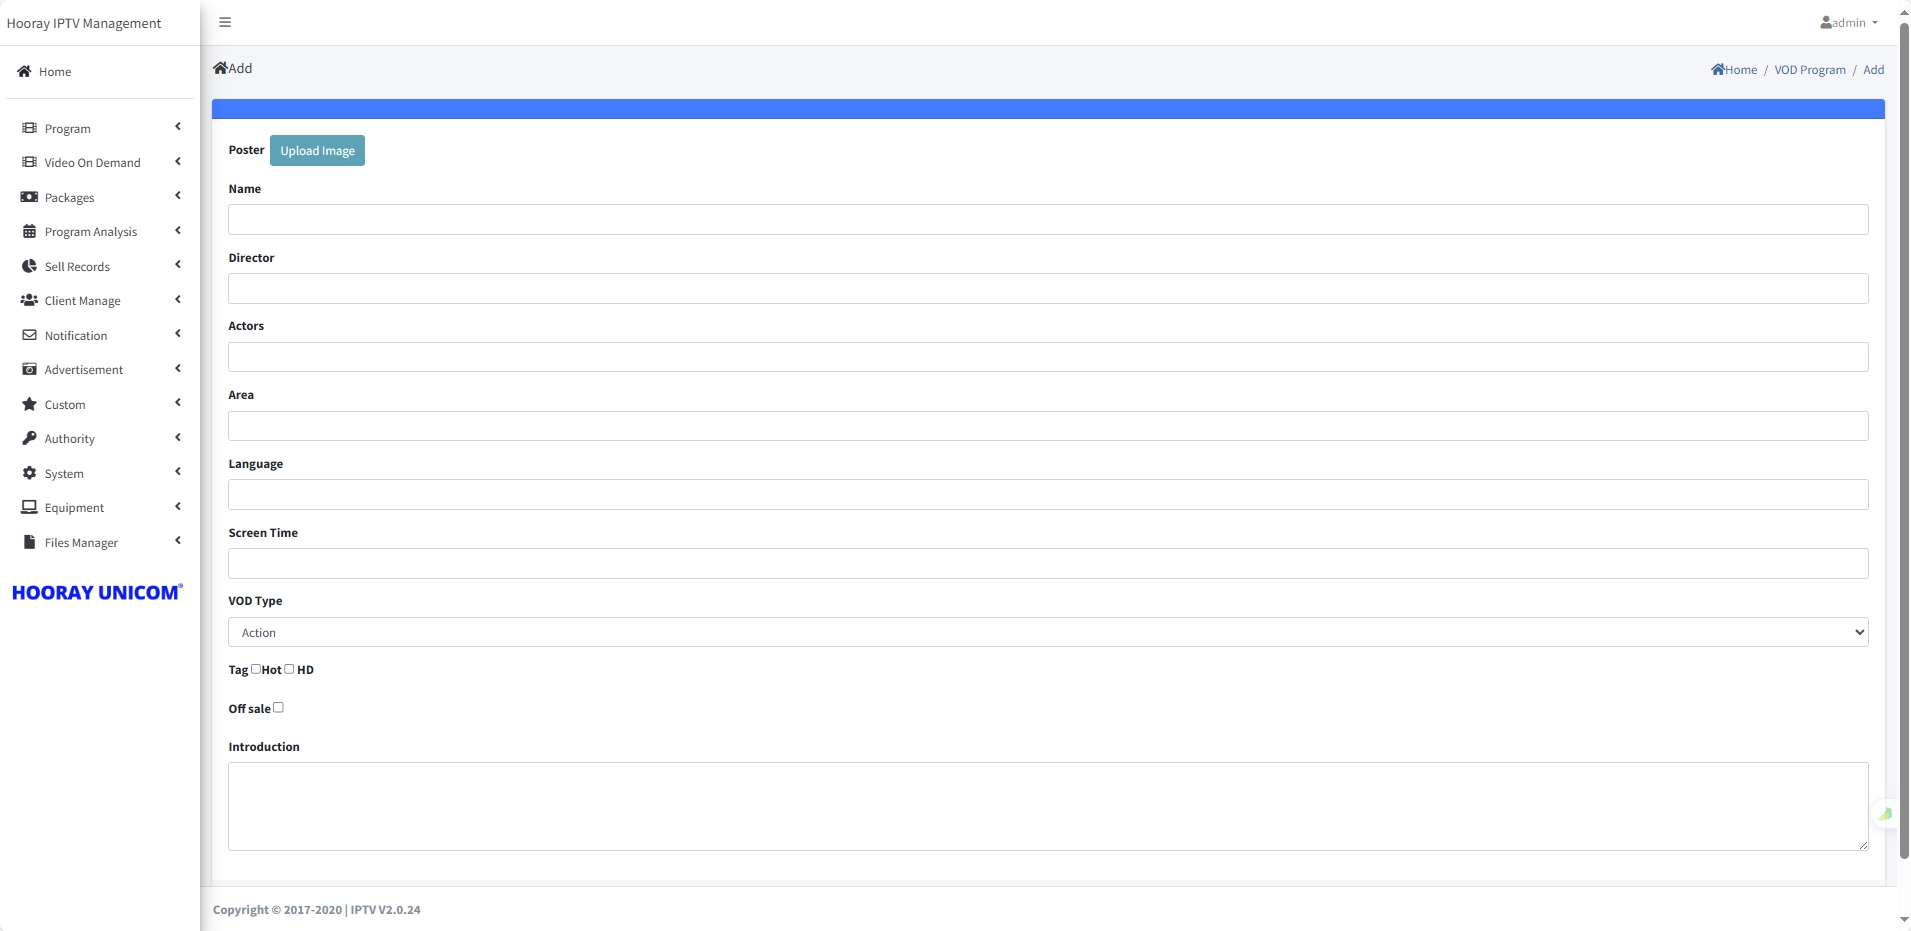 Hooray IPTV Management
admin
Home
Add
Home / VOD Program / Add
Program
Video On Demand
Packages
Program Analysis
Sell Records
Client Manage
Notification
Advertisement
Custom
Authority
System
Equipment
Files Manager
HOORAY UNICOM®
Poster Upload Image
Name
Director
Actors
Area
Language
Screen Time
VOD Type
Action
Tag Hot HD
Off sale
Introduction
Copyright © 2017-2020 | IPTV V2.0.24